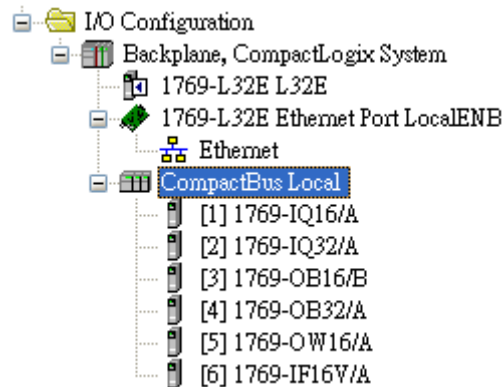 I/O Configuration
Backplane, CompactLogix System
1769-L32E L32E
1769-L32E Ethernet Port LocalENB
Ethernet
CompactBus Local
[1] 1769-IQ16/A
[2] 1769-IQ32/A
[3] 1769-OB16/B
[4] 1769-OB32/A
[5] 1769-OW16/A
[6] 1769-IF16V/A